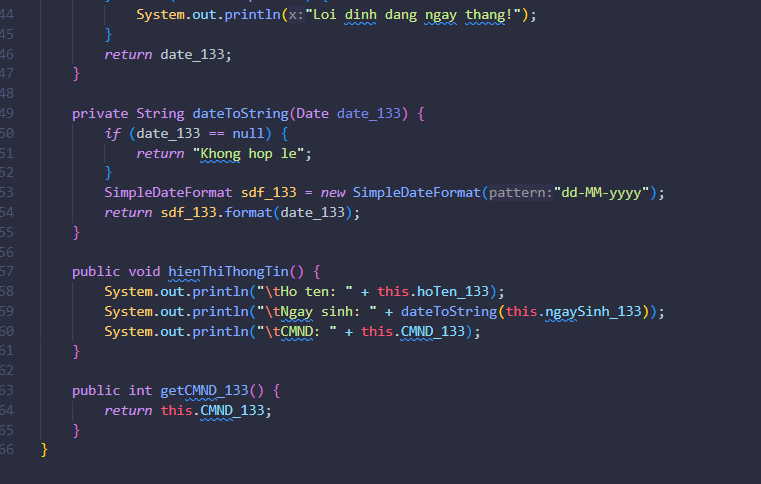 44 System.out.println(x:"Loi dinh dang ngay thang!");
45 }
46 return date_133;
47 }
48
49 private String dateToString(Date date_133) {
50 if (date_133 == null) {
51 return "Khong hop le";
52 }
53 SimpleDateFormat sdf_133 = new SimpleDateFormat(pattern:"dd-MM-yyyy");
54 return sdf_133.format(date_133);
55 }
56
57 public void hienThiThongTin() {
58 System.out.println("\tHo ten: " + this.hoTen_133);
59 System.out.println("\tNgay sinh: " + dateToString(this.ngaySinh_133));
60 System.out.println("\tCMND: " + this.CMND_133);
61 }
62
63 public int getCMND_133() {
64 return this.CMND_133;
65 }
66 }